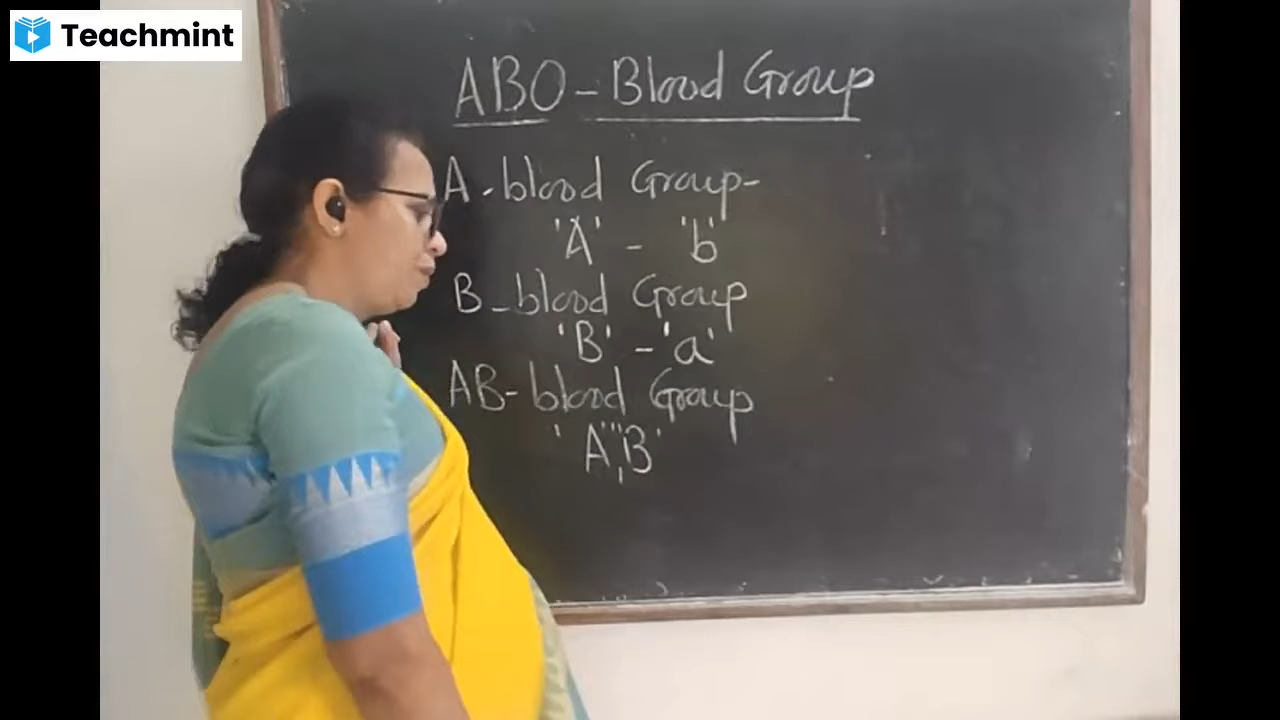 Teachmint
ABO - Blood Group
A - blood Group -
'A' - 'b'
B - blood Group
'B' - 'a'
AB - blood Group
'A', 'B'